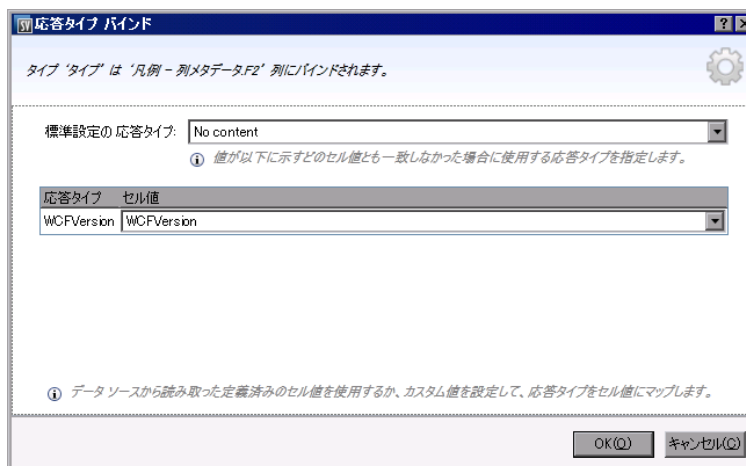 SV 応答タイプ バインド
タイプ 'タイプ' は '凡例 - 列メタデータ.F2' 列にバインドされます。
標準設定の 応答タイプ: No content
値が以下に示すどのセル値とも一致しなかった場合に使用する応答タイプを指定します。
応答タイプ セル値
WCFVersion WCFVersion
データ ソースから読み取った定義済みのセル値を使用するか、カスタム値を設定して、応答タイプをセル値にマップします。
OK(O) キャンセル(C)